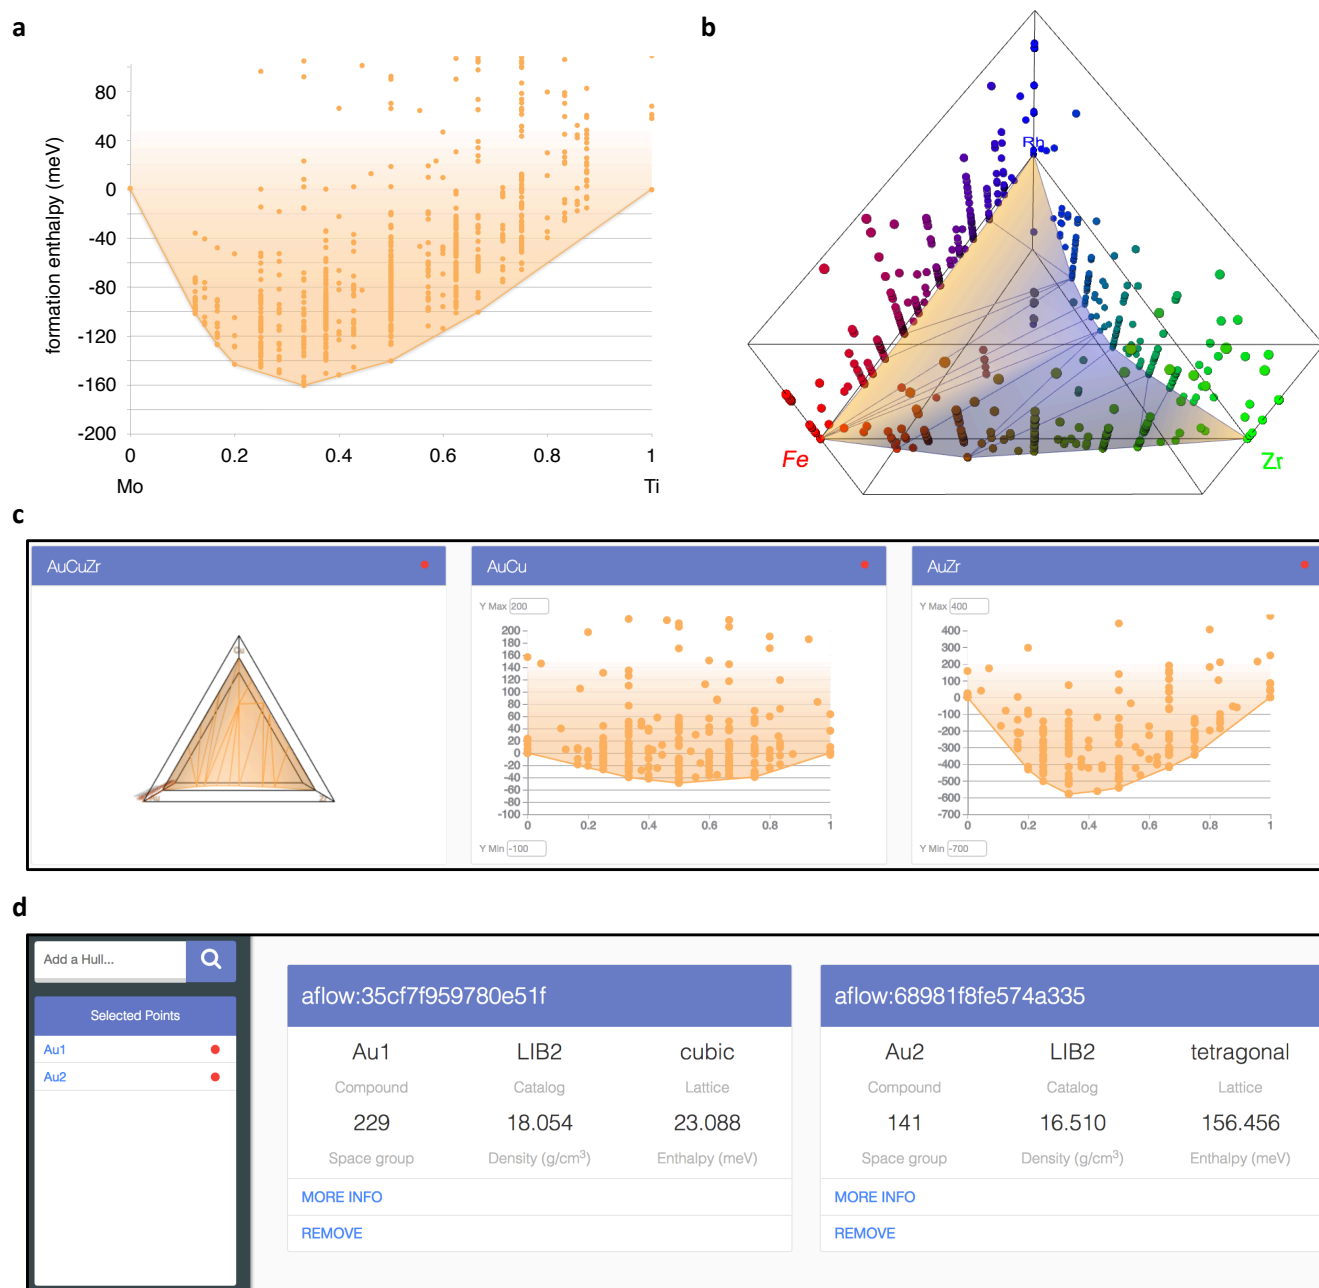 a
formation enthalpy (meV)
80
40
0
-40
-80
-120
-160
-200
0 0.2 0.4 0.6 0.8 1
Mo Ti
b
Rh
Fe
Zr
c
AuCuZr
Cu
Zr
AuCu
Y Max 200
200
180
160
140
120
100
80
60
40
20
0
-20
-40
-60
-80
-100
0 0.2 0.4 0.6 0.8 1
Y Min -100
AuZr
Y Max 400
400
300
200
100
0
-100
-200
-300
-400
-500
-600
-700
0 0.2 0.4 0.6 0.8 1
Y Min -700
d
Add a Hull...
Selected Points
Au1
Au2
aflow:35cf7f959780e51f
Au1 LIB2 cubic
Compound Catalog Lattice
229 18.054 23.088
Space group Density (g/cm³) Enthalpy (meV)
MORE INFO
REMOVE
aflow:68981f8fe574a335
Au2 LIB2 tetragonal
Compound Catalog Lattice
141 16.510 156.456
Space group Density (g/cm³) Enthalpy (meV)
MORE INFO
REMOVE